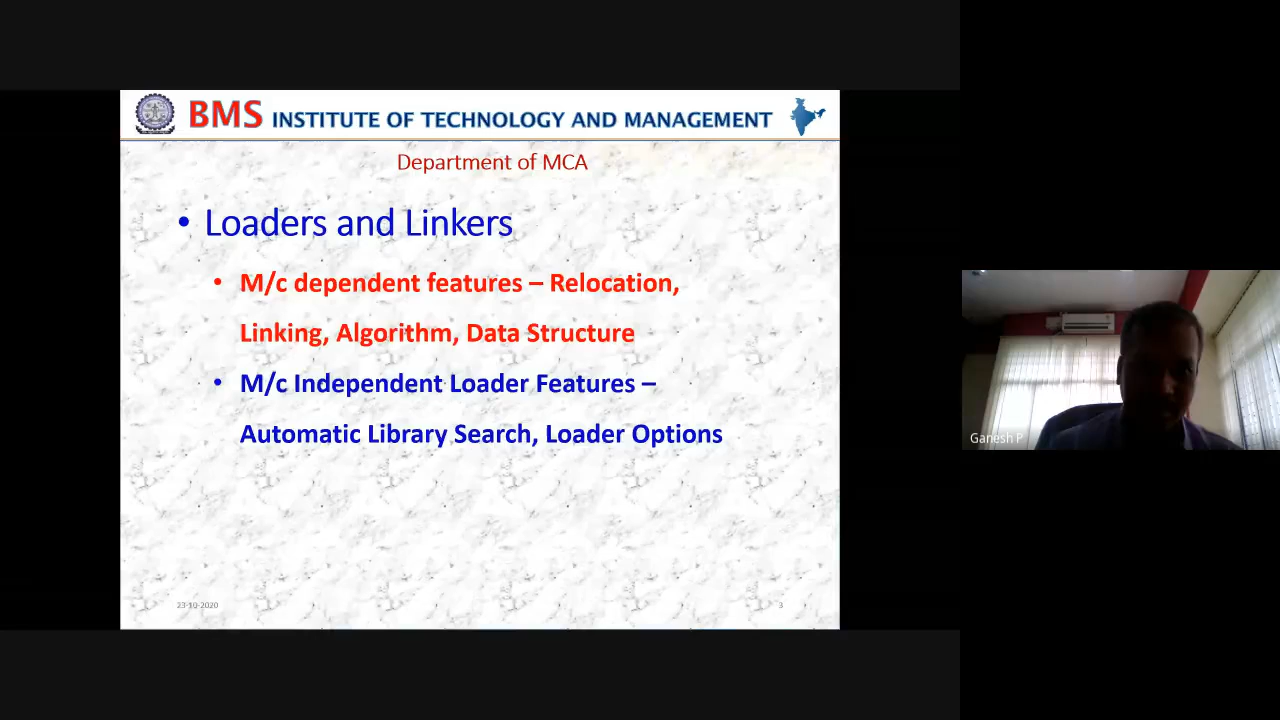 BMS INSTITUTE OF TECHNOLOGY AND MANAGEMENT
Department of MCA
• Loaders and Linkers
• M/c dependent features – Relocation,
Linking, Algorithm, Data Structure
• M/c Independent Loader Features –
Automatic Library Search, Loader Options
23-10-2020
3
Ganesh P